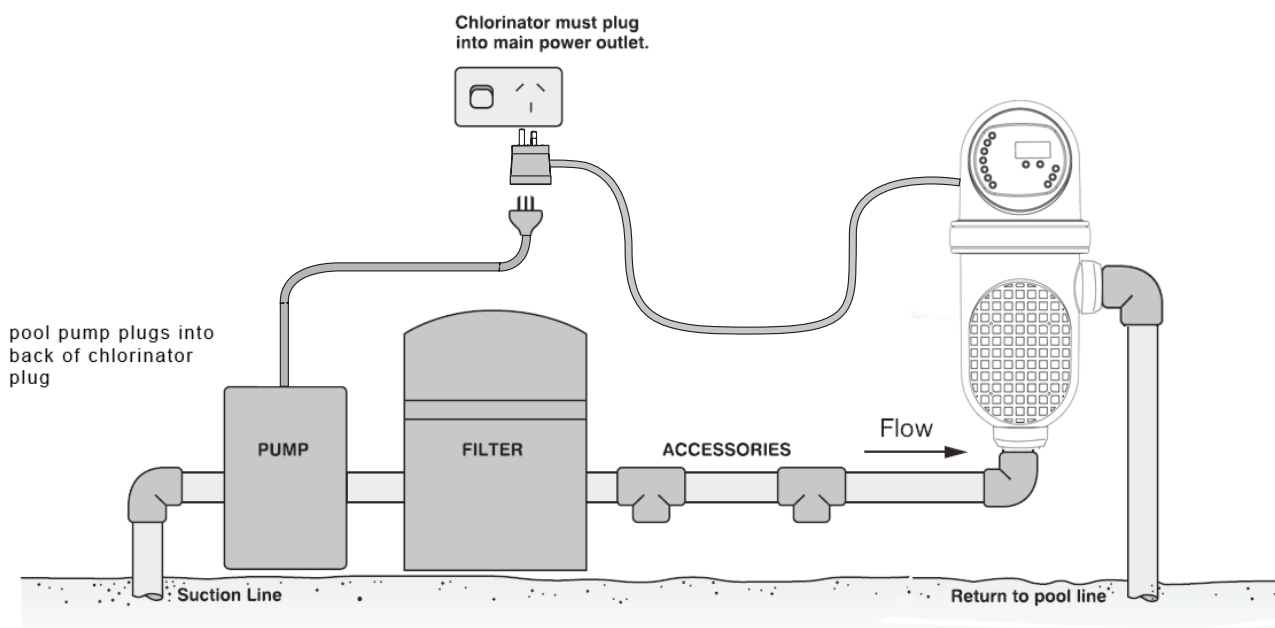 Chlorinator must plug
into main power outlet.
pool pump plugs into
back of chlorinator
plug
PUMP
FILTER
ACCESSORIES
Flow
Suction Line
Return to pool line